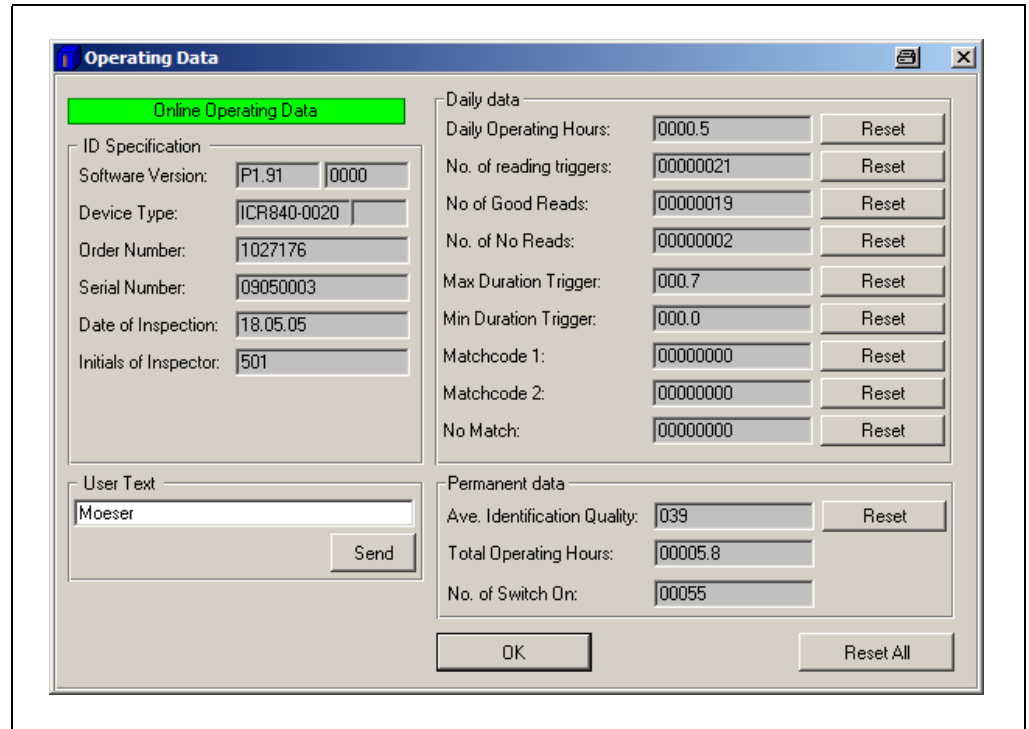 Operating Data
Online Operating Data
ID Specification
Software Version: P1.91 0000
Device Type: ICR840-0020
Order Number: 1027176
Serial Number: 09050003
Date of Inspection: 18.05.05
Initials of Inspector: 501
User Text
Moeser
Send
Daily data
Daily Operating Hours: 0000.5 Reset
No. of reading triggers: 00000021 Reset
No of Good Reads: 00000019 Reset
No. of No Reads: 00000002 Reset
Max Duration Trigger: 000.7 Reset
Min Duration Trigger: 000.0 Reset
Matchcode 1: 00000000 Reset
Matchcode 2: 00000000 Reset
No Match: 00000000 Reset
Permanent data
Ave. Identification Quality: 039 Reset
Total Operating Hours: 00005.8
No. of Switch On: 00055
OK Reset All